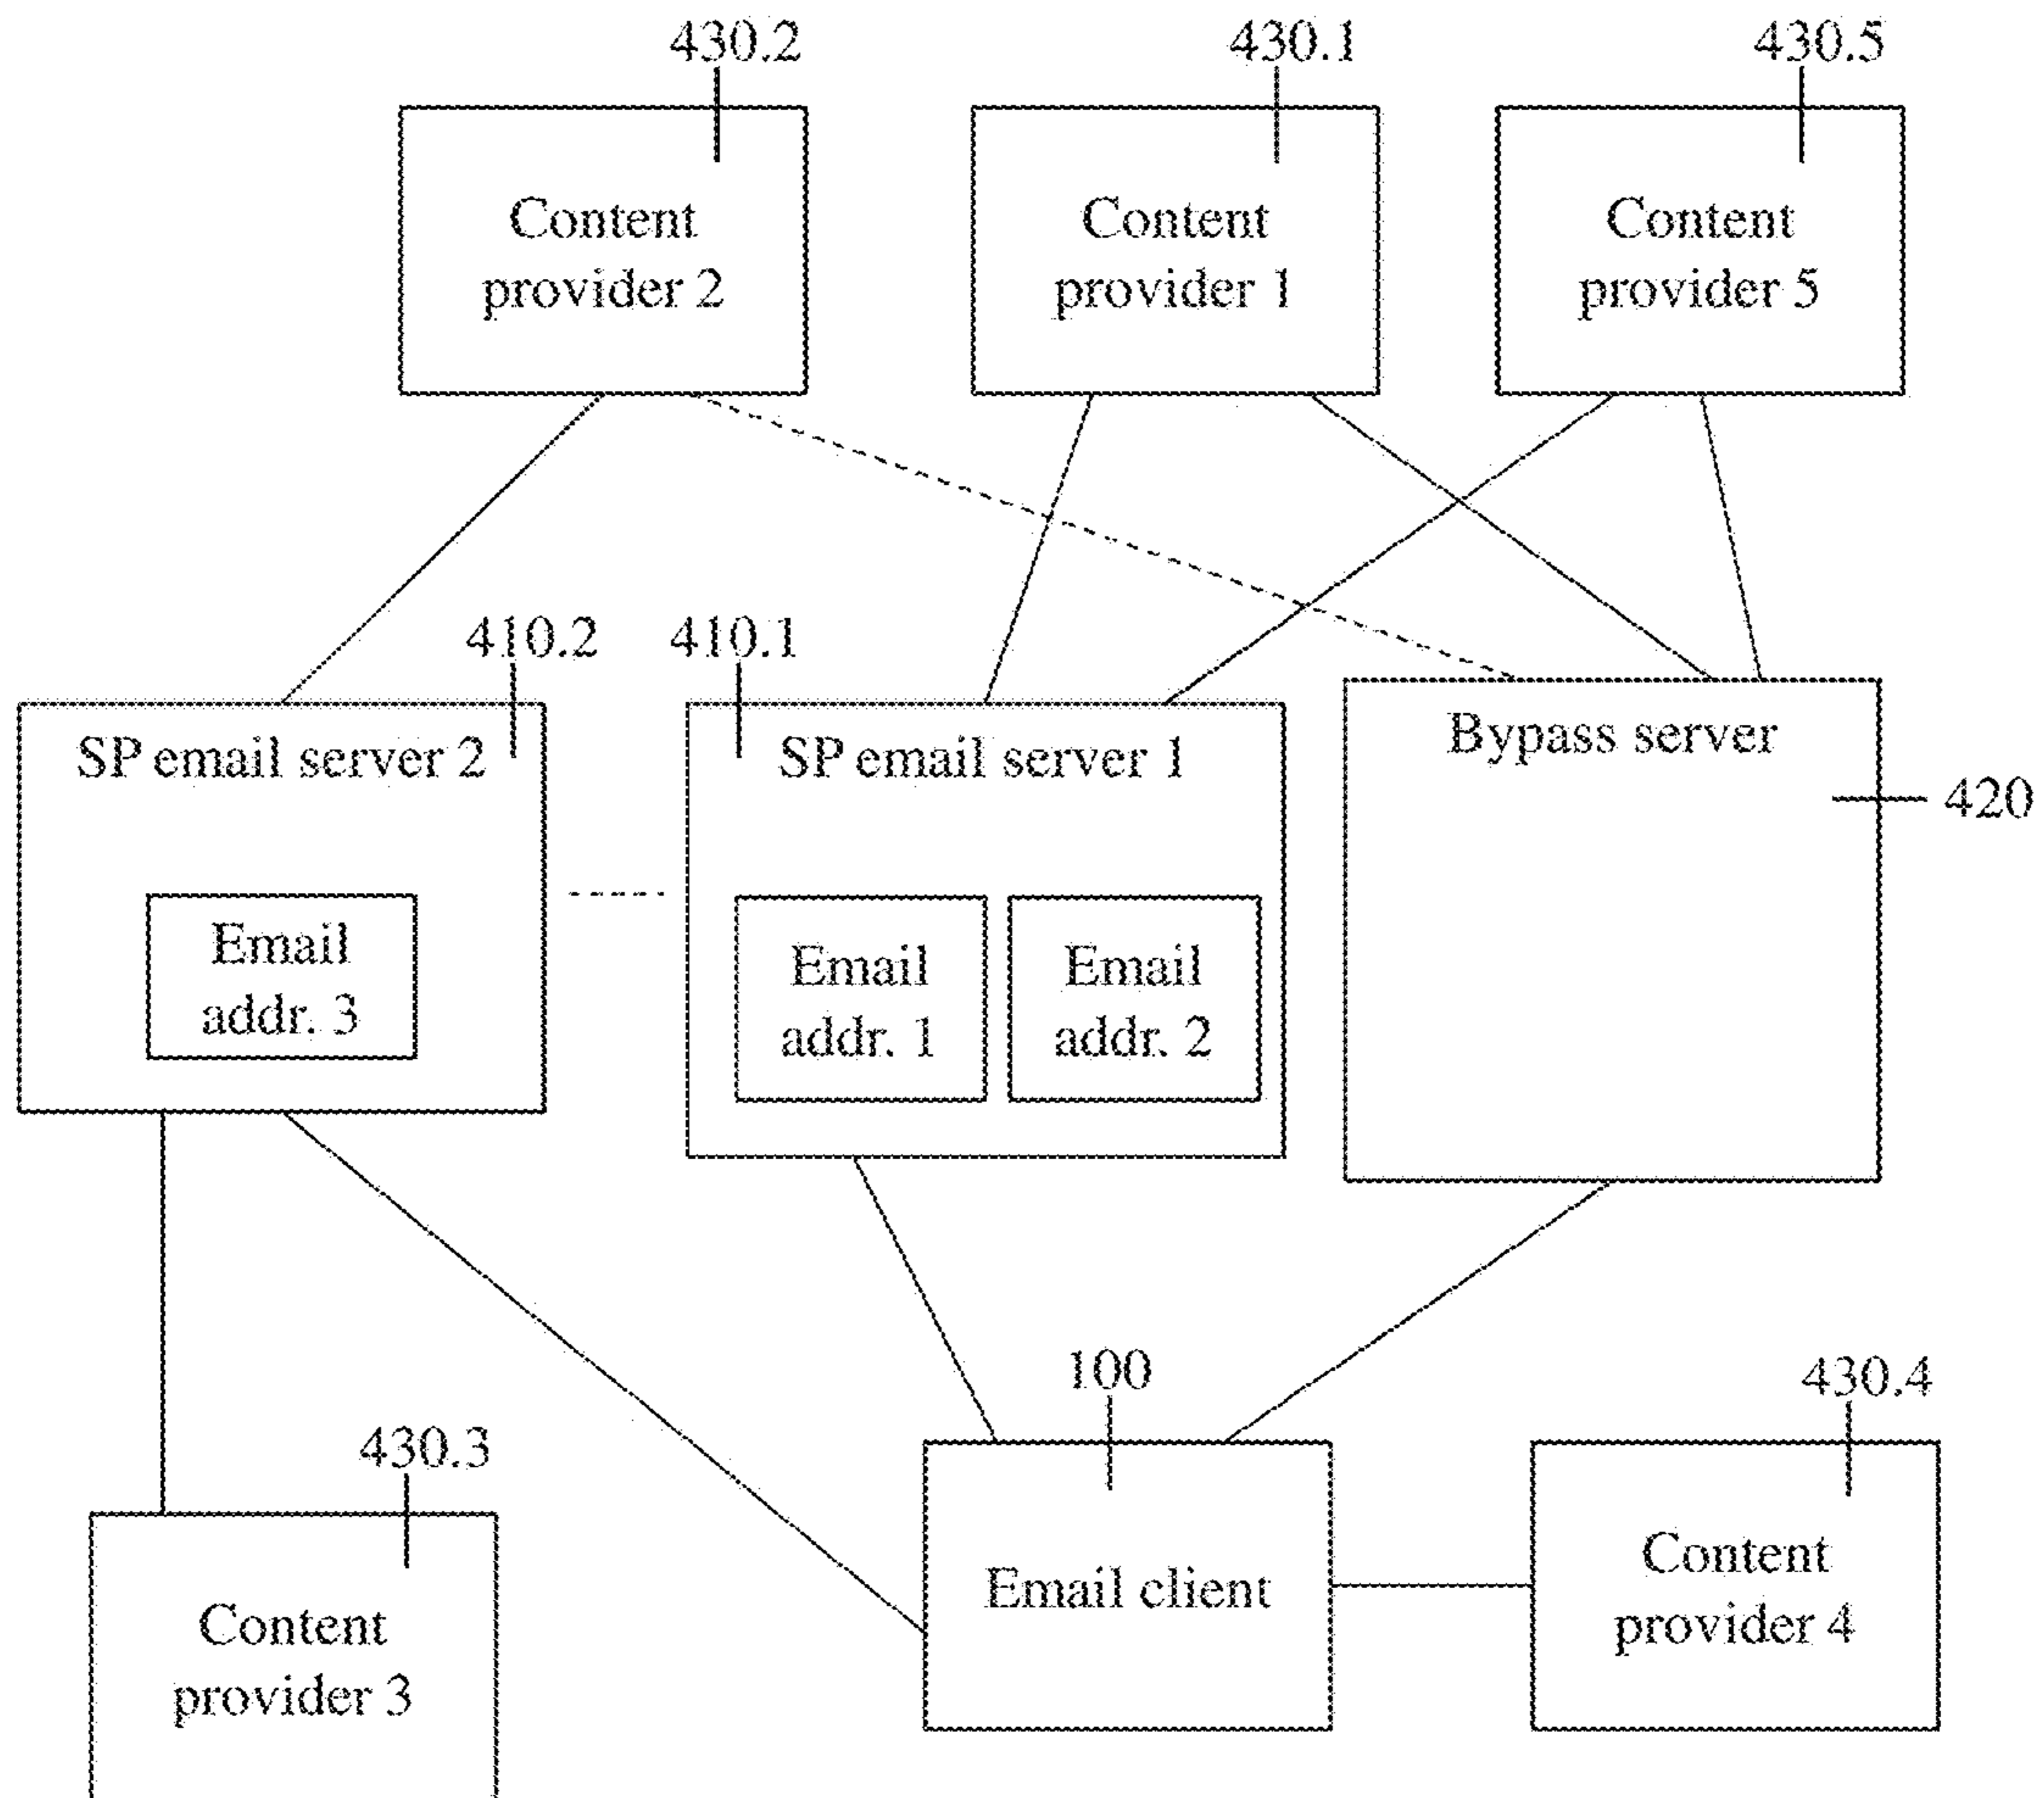 430.2
430.1
430.5
Content
provider 2
Content
provider 1
Content
provider 5
410.2
410.1
SP email server 2
SP email server 1
Bypass server
420
Email
addr. 3
Email
addr. 1
Email
addr. 2
100
430.4
430.3
Email client
Content
provider 4
Content
provider 3